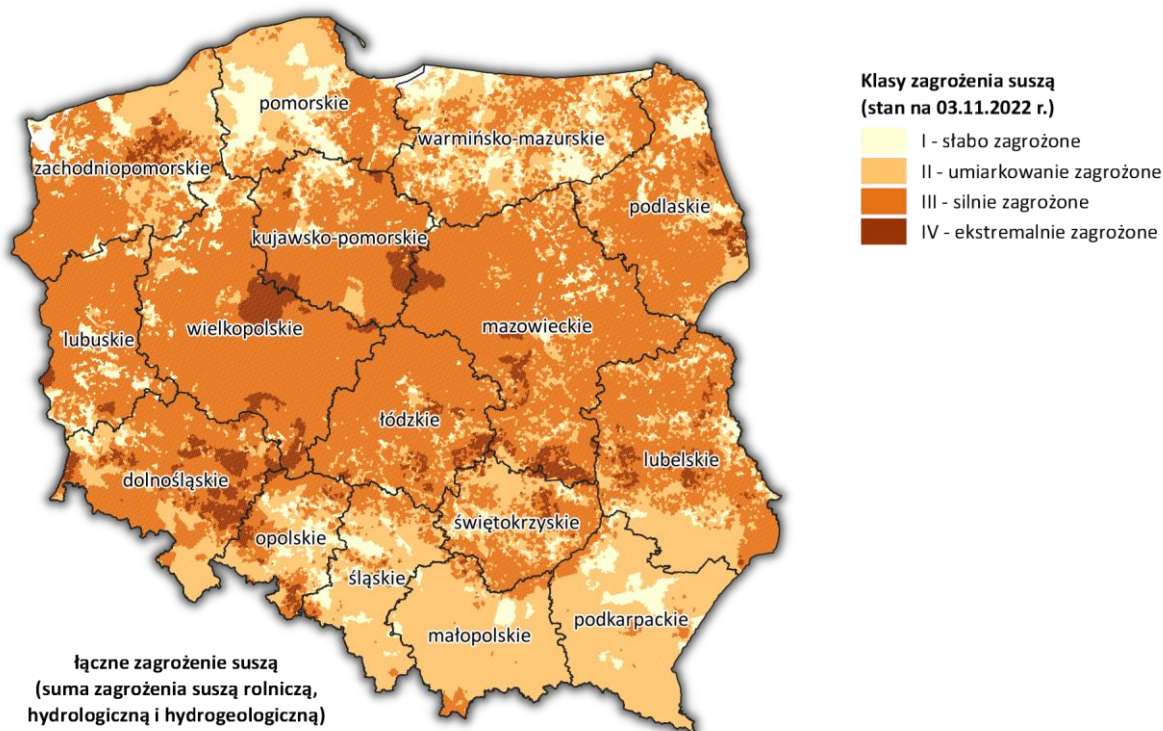 Klasy zagrożenia suszą
(stan na 03.11.2022 r.)
I - słabo zagrożone
II - umiarkowanie zagrożone
III - silnie zagrożone
IV - ekstremalnie zagrożone
pomorskie
warmińsko-mazurskie
zachodniopomorskie
podlaskie
kujawsko-pomorskie
mazowieckie
wielkopolskie
lubuskie
łódzkie
lubelskie
dolnośląskie
świętokrzyskie
opolskie
śląskie
podkarpackie
małopolskie
łączne zagrożenie suszą
(suma zagrożenia suszą rolniczą,
hydrologiczną i hydrogeologiczną)